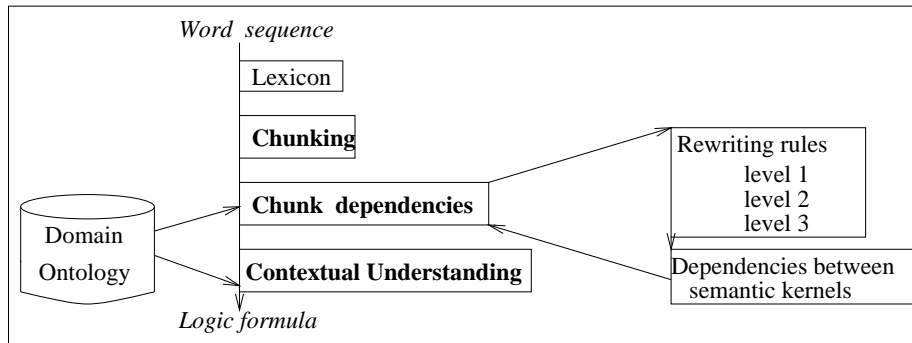 Word sequence
Lexicon
Chunking
Chunk dependencies
Contextual Understanding
Logic formula
Domain
Ontology
Rewriting rules
level 1
level 2
level 3
Dependencies between
semantic kernels